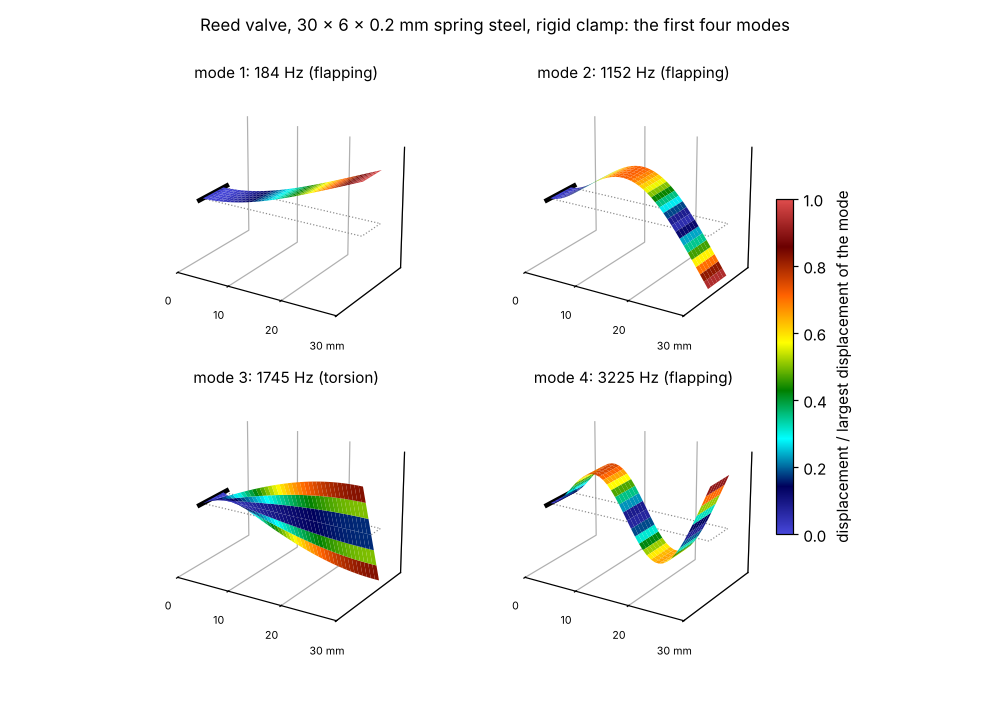 Reed valve, 30 × 6 × 0.2 mm spring steel, rigid clamp: the first four modes
mode 1: 184 Hz (flapping)
0
10
20
30 mm
mode 2: 1152 Hz (flapping)
0
10
20
30 mm
mode 3: 1745 Hz (torsion)
0
10
20
30 mm
mode 4: 3225 Hz (flapping)
0
10
20
30 mm
1.0
0.8
0.6
0.4
0.2
0.0
displacement / largest displacement of the mode